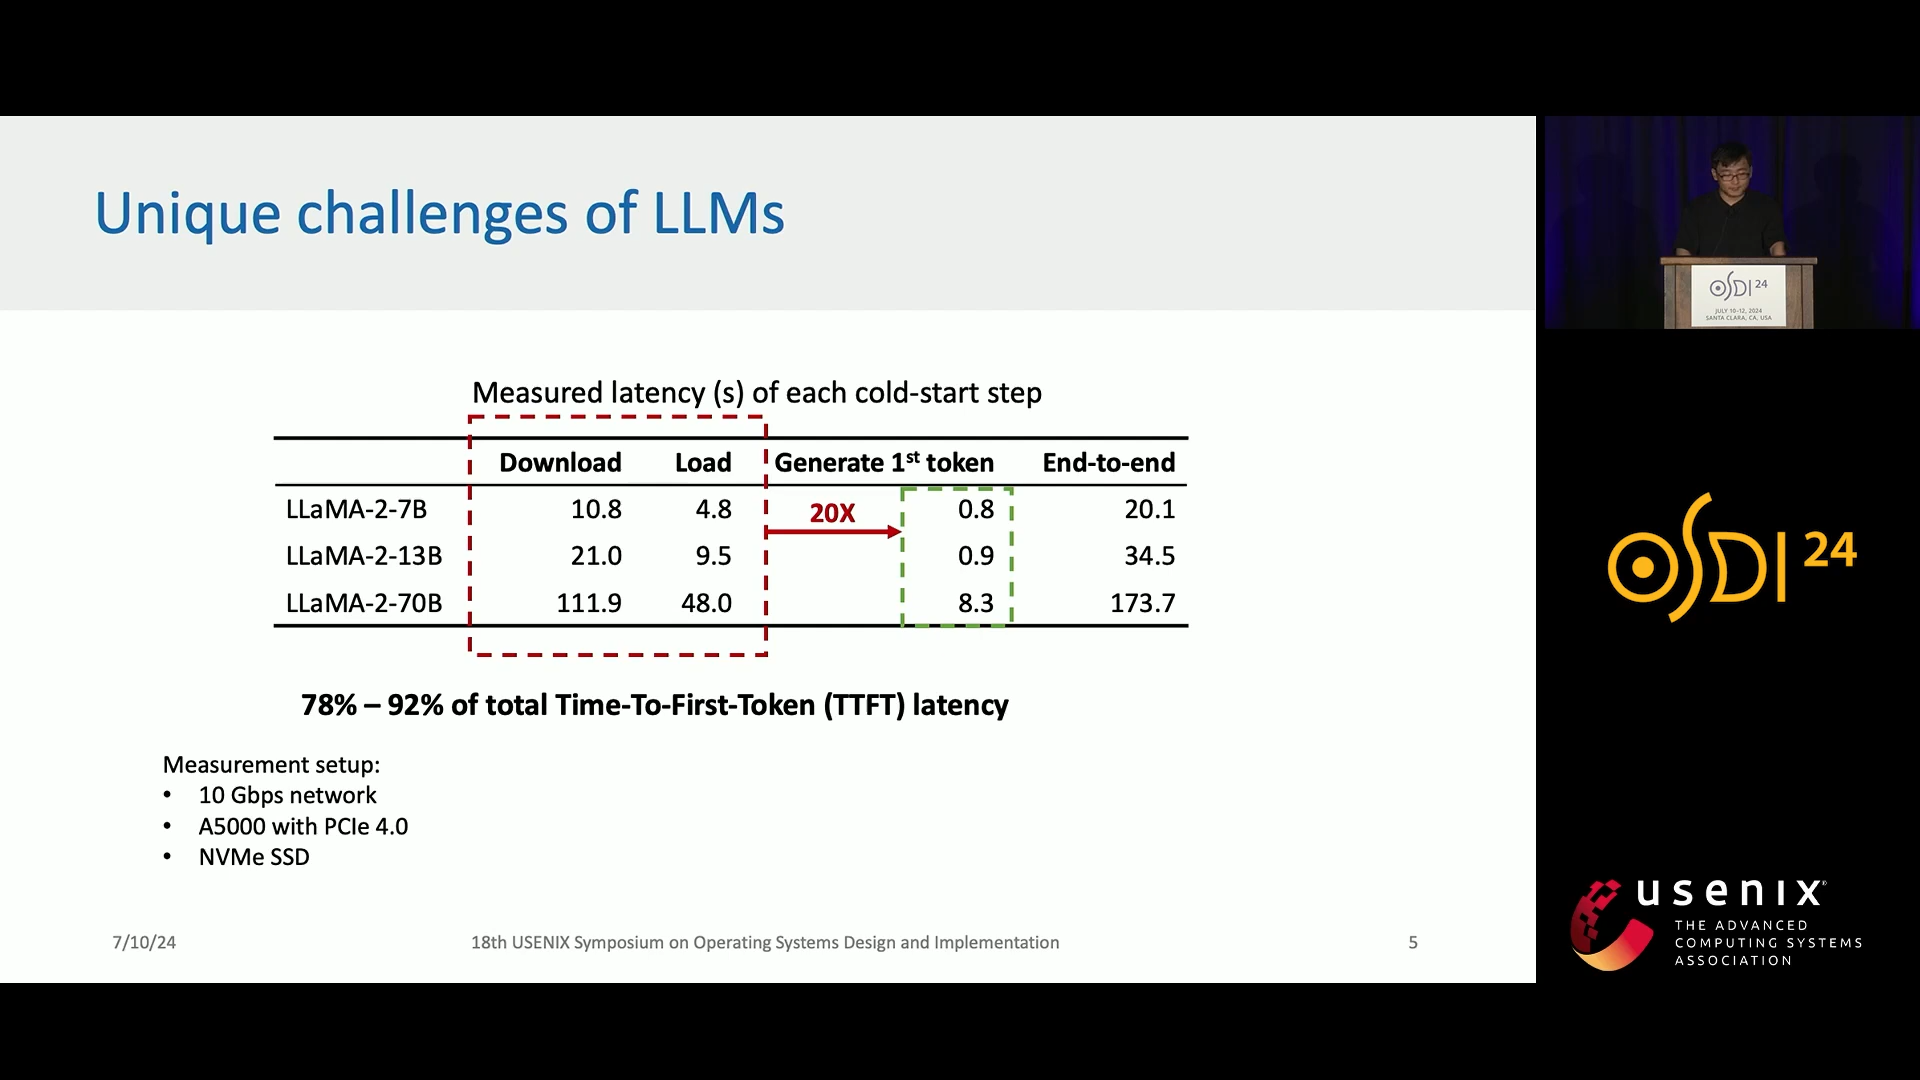 Unique challenges of LLMs
Measured latency (s) of each cold-start step
Download Load Generate 1st token End-to-end
LLaMA-2-7B 10.8 4.8 20X 0.8 20.1
LLaMA-2-13B 21.0 9.5 0.9 34.5
LLaMA-2-70B 111.9 48.0 8.3 173.7
78% – 92% of total Time-To-First-Token (TTFT) latency
Measurement setup:
• 10 Gbps network
• A5000 with PCIe 4.0
• NVMe SSD
7/10/24 18th USENIX Symposium on Operating Systems Design and Implementation 5
OSDI 24
JULY 10-12, 2024
SANTA CLARA, CA, USA
OSDI 24
usenix®
THE ADVANCED
COMPUTING SYSTEMS
ASSOCIATION